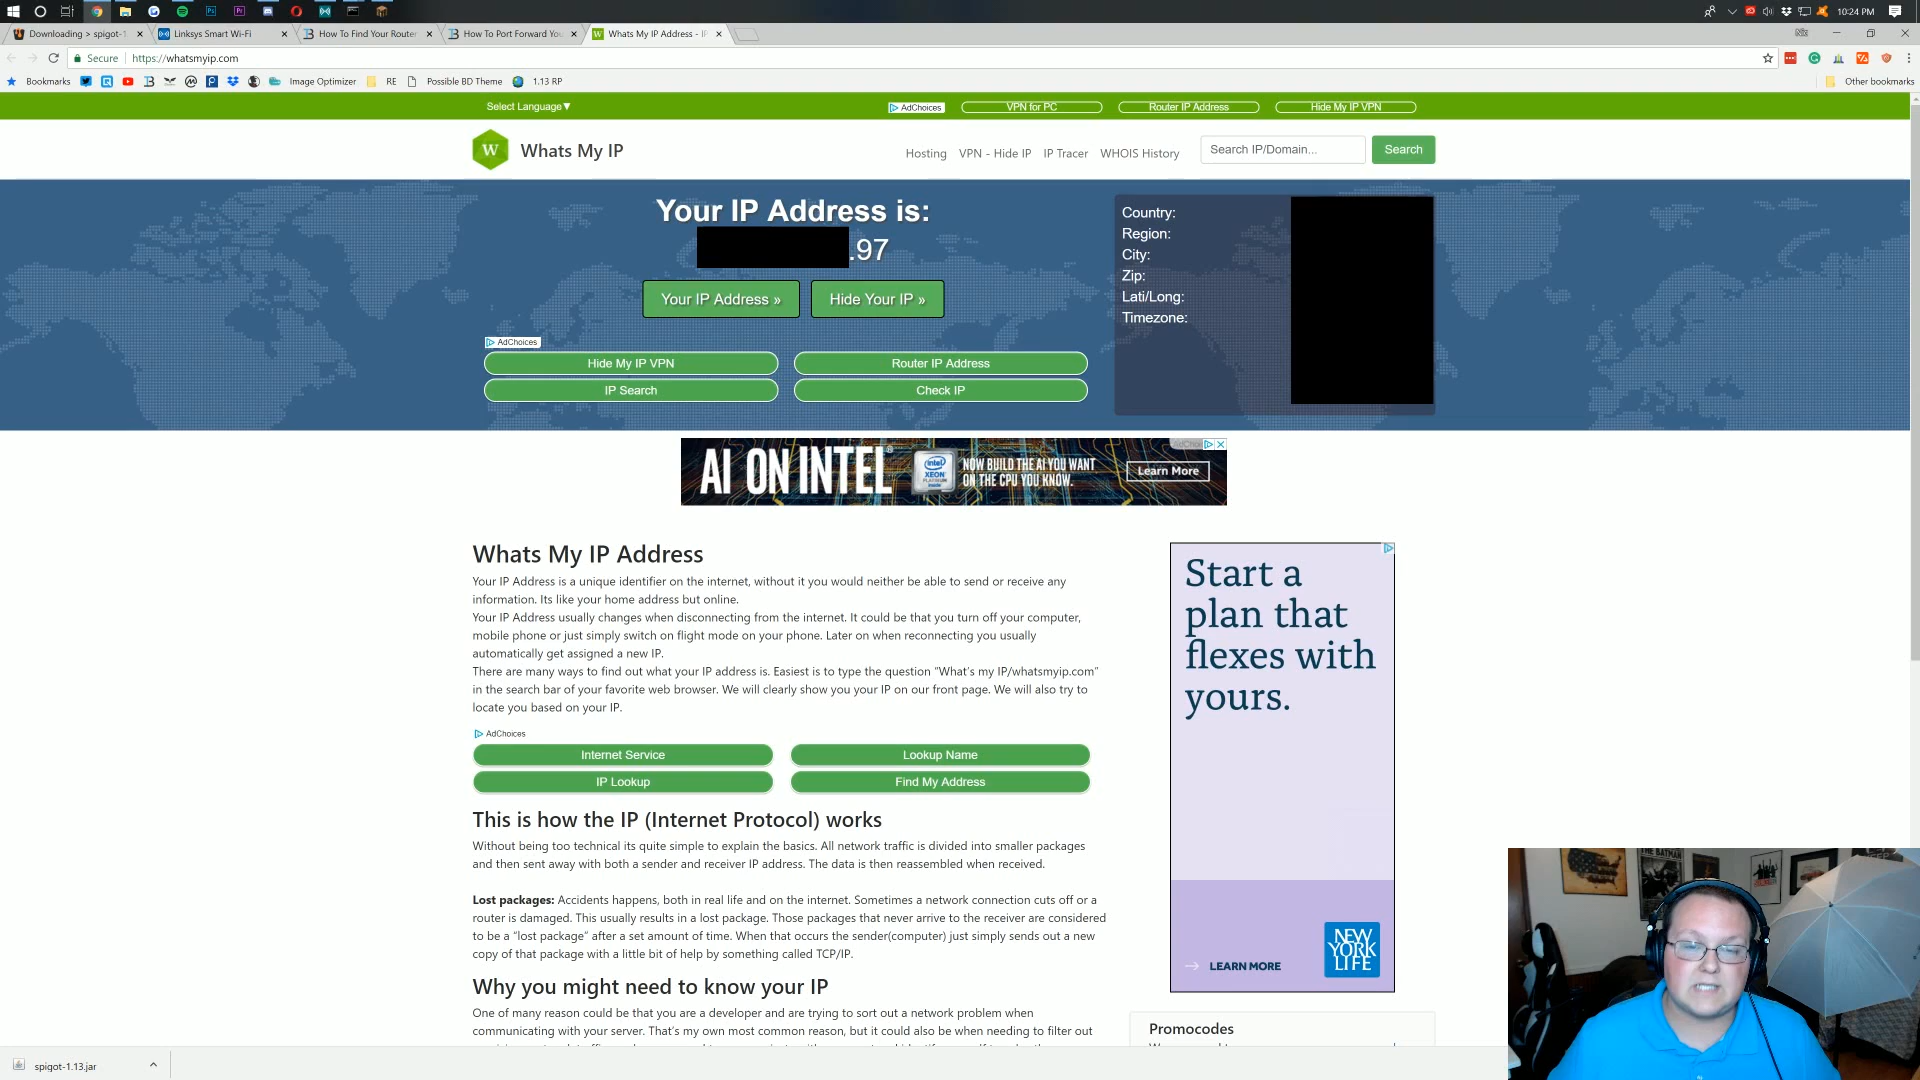 10:24 PM
Downloading > spigot-1
Linksys Smart Wi-Fi
How To Find Your Router
How To Port Forward You
Whats My IP Address - IP
Nix
Secure
https://whatsmyip.com
Bookmarks
Image Optimizer
RE
Possible BD Theme
1.13 RP
Other bookmarks
Select Language▼
AdChoices
VPN for PC
Router IP Address
Hide My IP VPN
W
Whats My IP
Hosting
VPN - Hide IP
IP Tracer
WHOIS History
Search IP/Domain...
Search
Your IP Address is:
.97
Your IP Address »
Hide Your IP »
Country:
Region:
City:
Zip:
Lati/Long:
Timezone:
AdChoices
Hide My IP VPN
Router IP Address
IP Search
Check IP
AI ON INTEL
intel XEON PLATINUM inside
NOW BUILD THE AI YOU WANT
ON THE CPU YOU KNOW.
Learn More
Whats My IP Address
Your IP Address is a unique identifier on the internet, without it you would neither be able to send or receive any
information. Its like your home address but online.
Your IP Address usually changes when disconnecting from the internet. It could be that you turn off your computer,
mobile phone or just simply switch on flight mode on your phone. Later on when reconnecting you usually
automatically get assigned a new IP.
There are many ways to find out what your IP address is. Easiest is to type the question “What's my IP/whatsmyip.com”
in the search bar of your favorite web browser. We will clearly show you your IP on our front page. We will also try to
locate you based on your IP.
AdChoices
Internet Service
Lookup Name
IP Lookup
Find My Address
This is how the IP (Internet Protocol) works
Without being too technical its quite simple to explain the basics. All network traffic is divided into smaller packages
and then sent away with both a sender and receiver IP address. The data is then reassembled when received.
Lost packages: Accidents happens, both in real life and on the internet. Sometimes a network connection cuts off or a
router is damaged. This usually results in a lost package. Those packages that never arrive to the receiver are considered
to be a “lost package” after a set amount of time. When that occurs the sender(computer) just simply sends out a new
copy of that package with a little bit of help by something called TCP/IP.
Why you might need to know your IP
One of many reason could be that you are a developer and are trying to sort out a network problem when
communicating with your server. That's my own most common reason, but it could also be when needing to filter out
Start a
plan that
flexes with
yours.
LEARN MORE
NEW
YORK
LIFE
Promocodes
spigot-1.13.jar
THE BATMAN